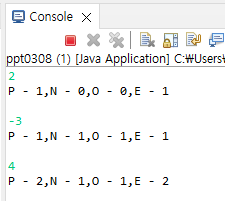 Console
ppt0308 (1) [Java Application] C:₩Users₩
2
P - 1,N - 0,O - 0,E - 1
-3
P - 1,N - 1,O - 1,E - 1
4
P - 2,N - 1,O - 1,E - 2